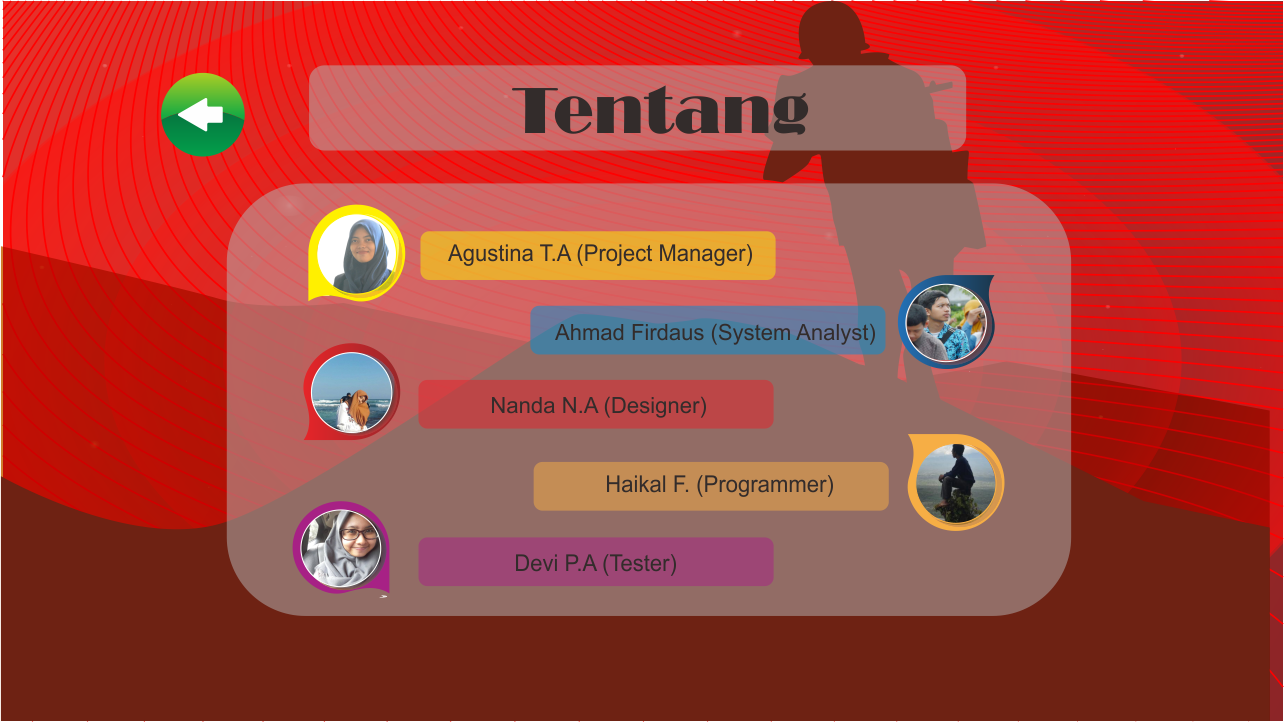 Tentang
Agustina T.A (Project Manager)
Ahmad Firdaus (System Analyst)
Nanda N.A (Designer)
Haikal F. (Programmer)
Devi P.A (Tester)